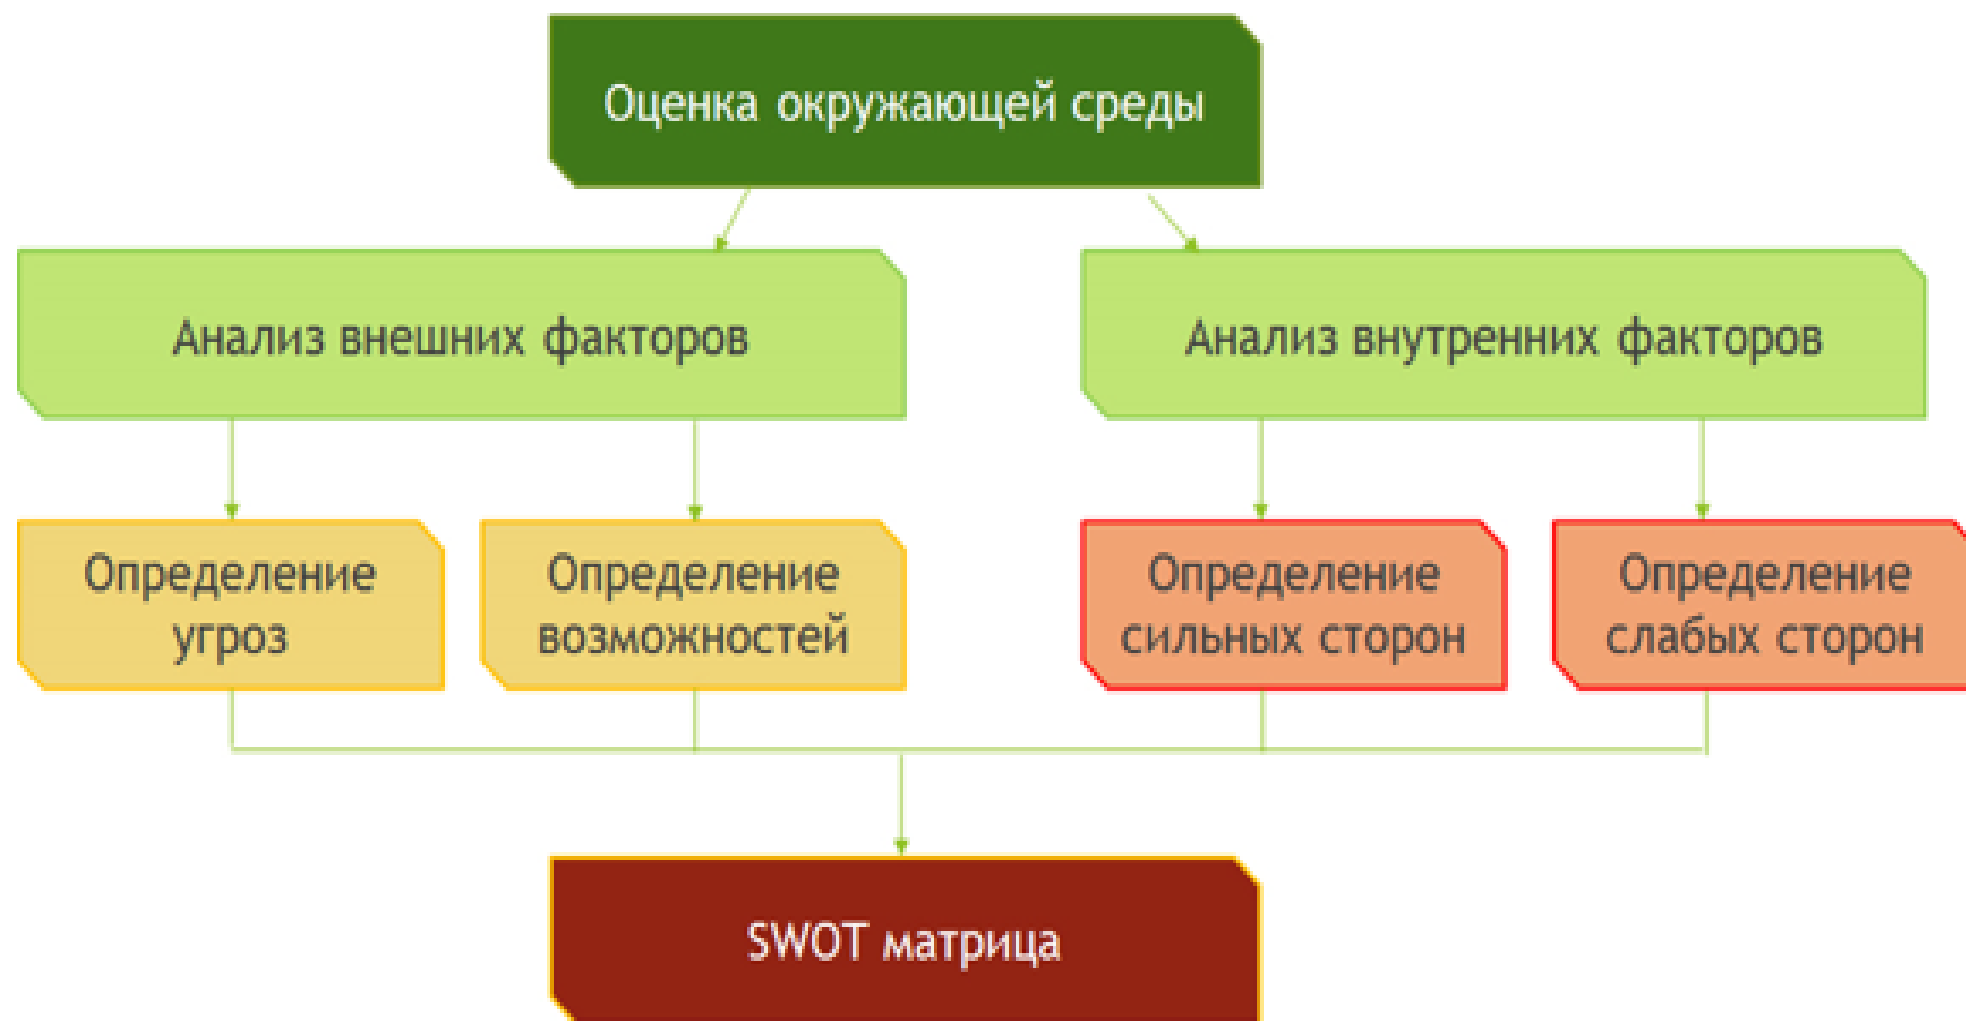 Оценка окружающей среды
Анализ внешних факторов
Анализ внутренних факторов
Определение
угроз
Определение
возможностей
Определение
сильных сторон
Определение
слабых сторон
SWOT матрица